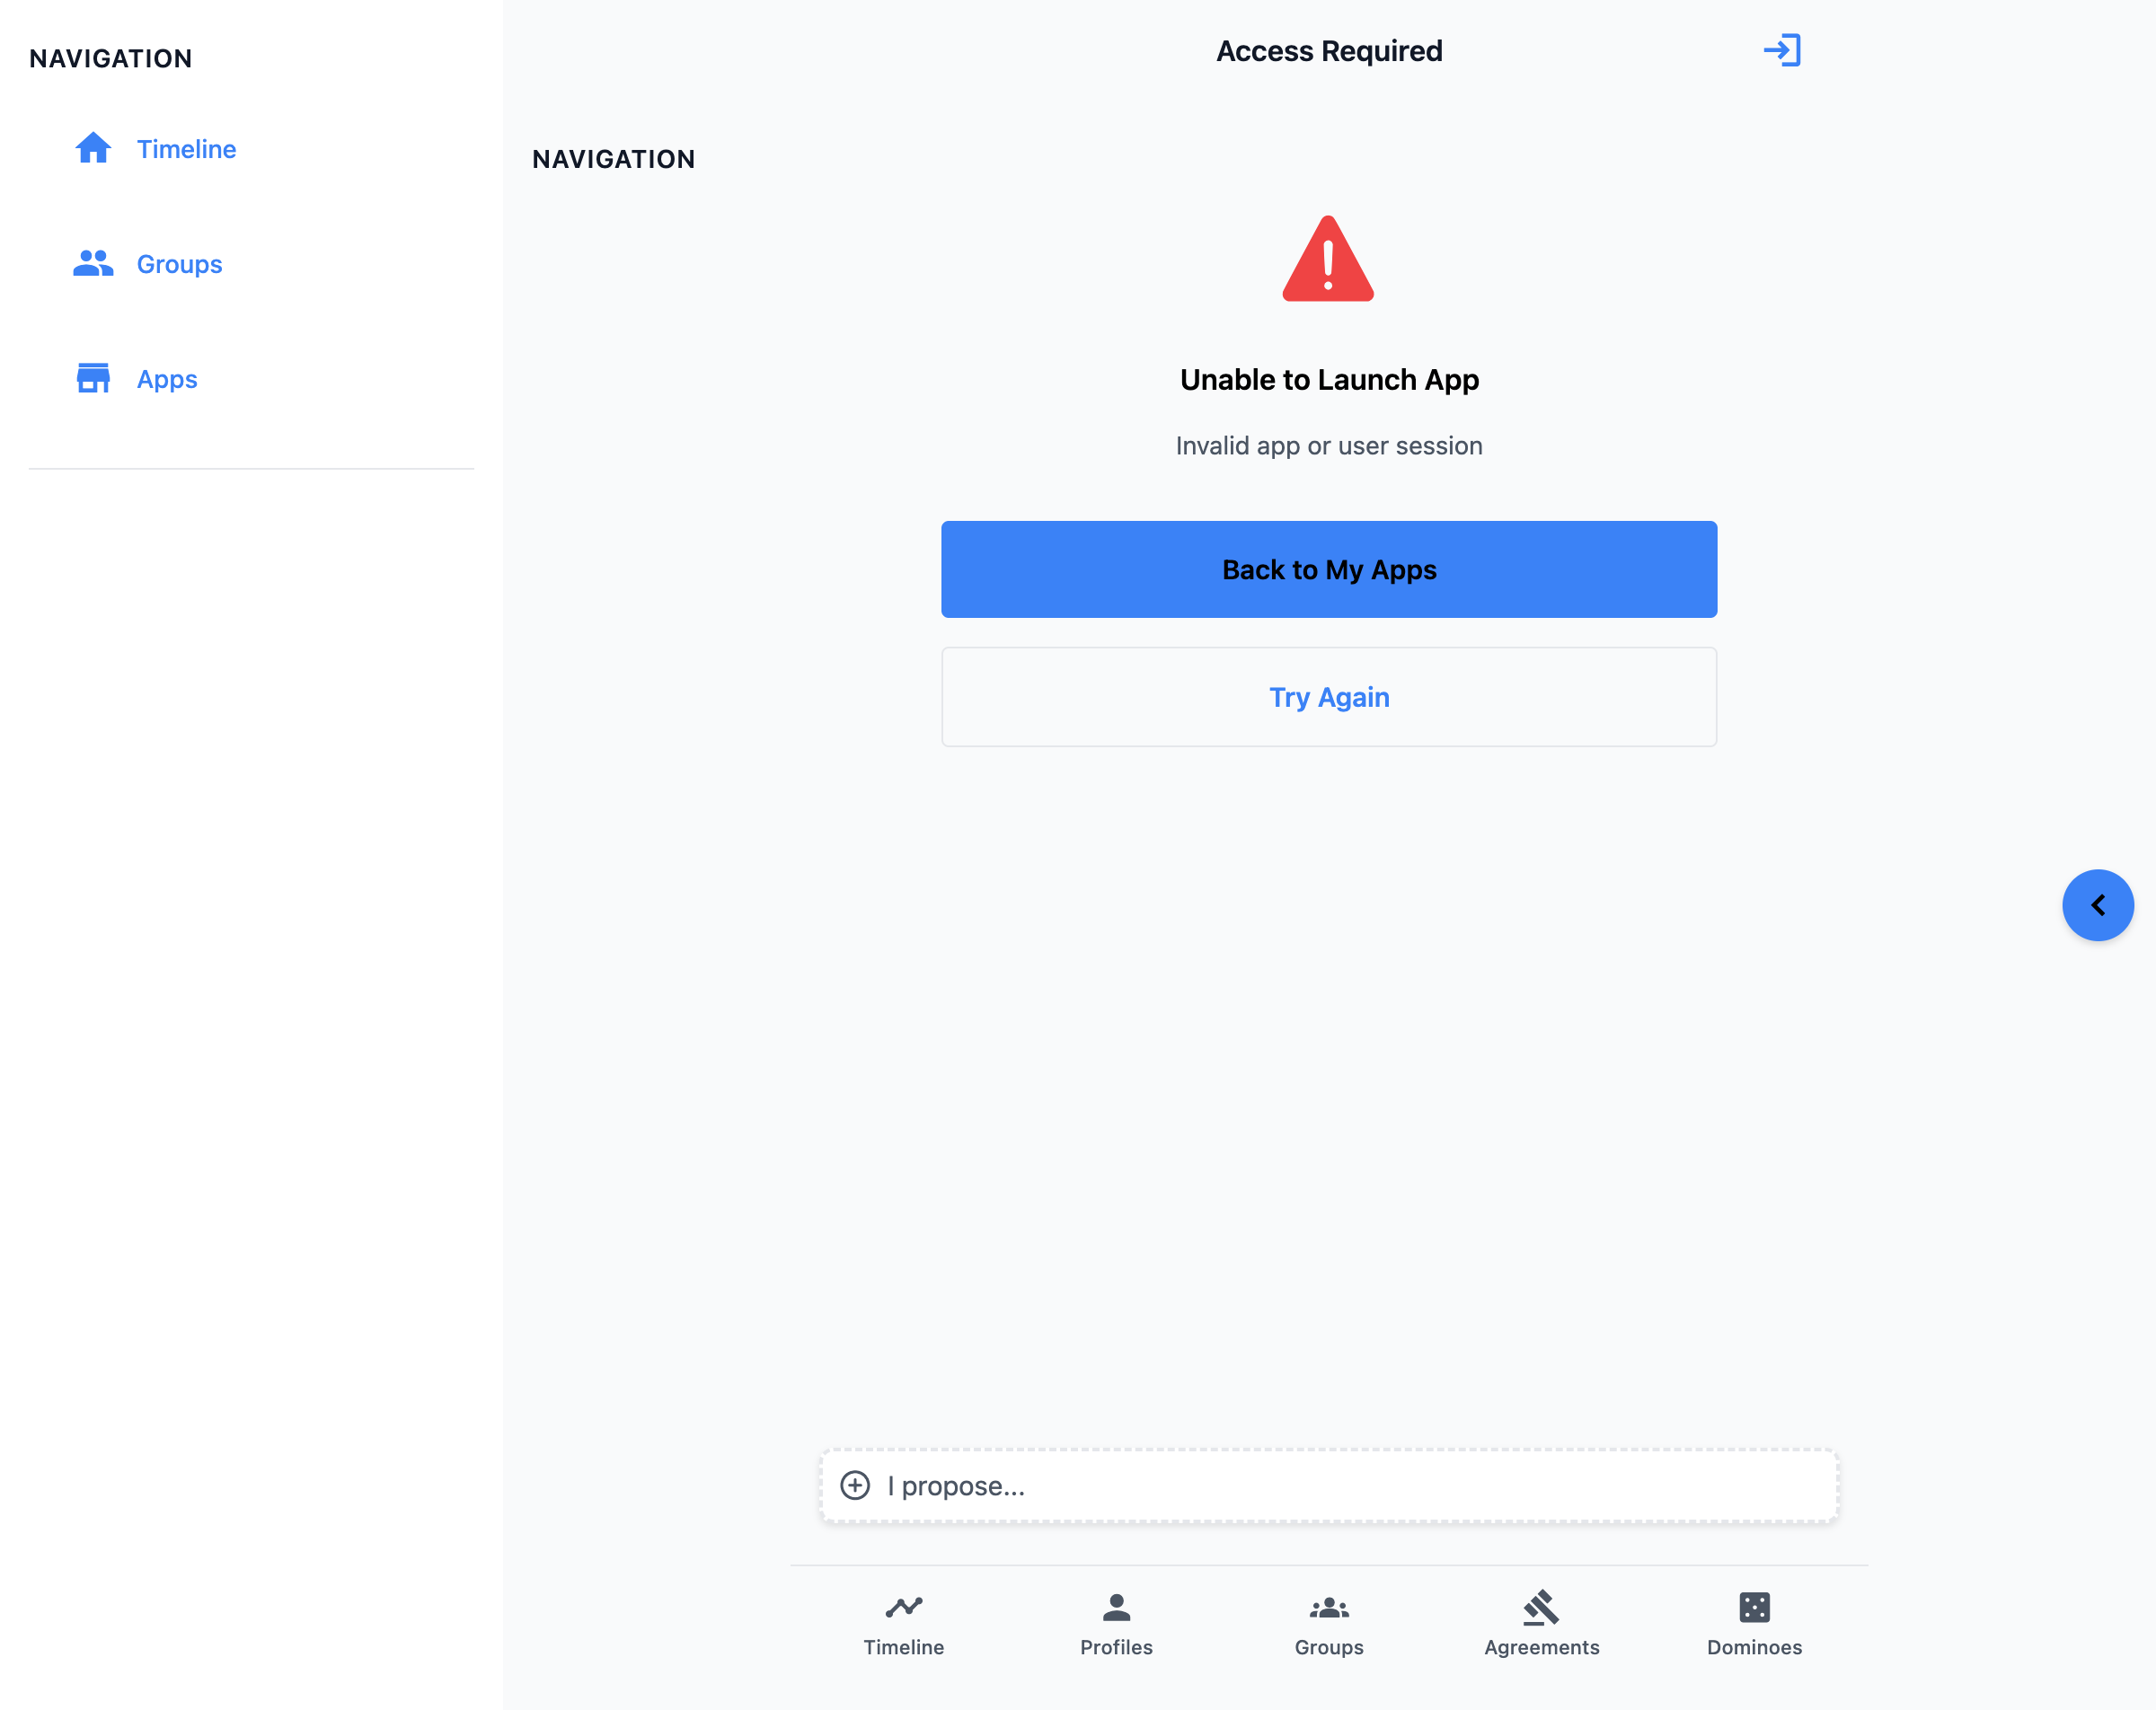 NAVIGATION
Timeline
Groups
Apps
Access Required
NAVIGATION
Unable to Launch App
Invalid app or user session
Back to My Apps
Try Again
I propose...
Timeline
Profiles
Groups
Agreements
Dominoes